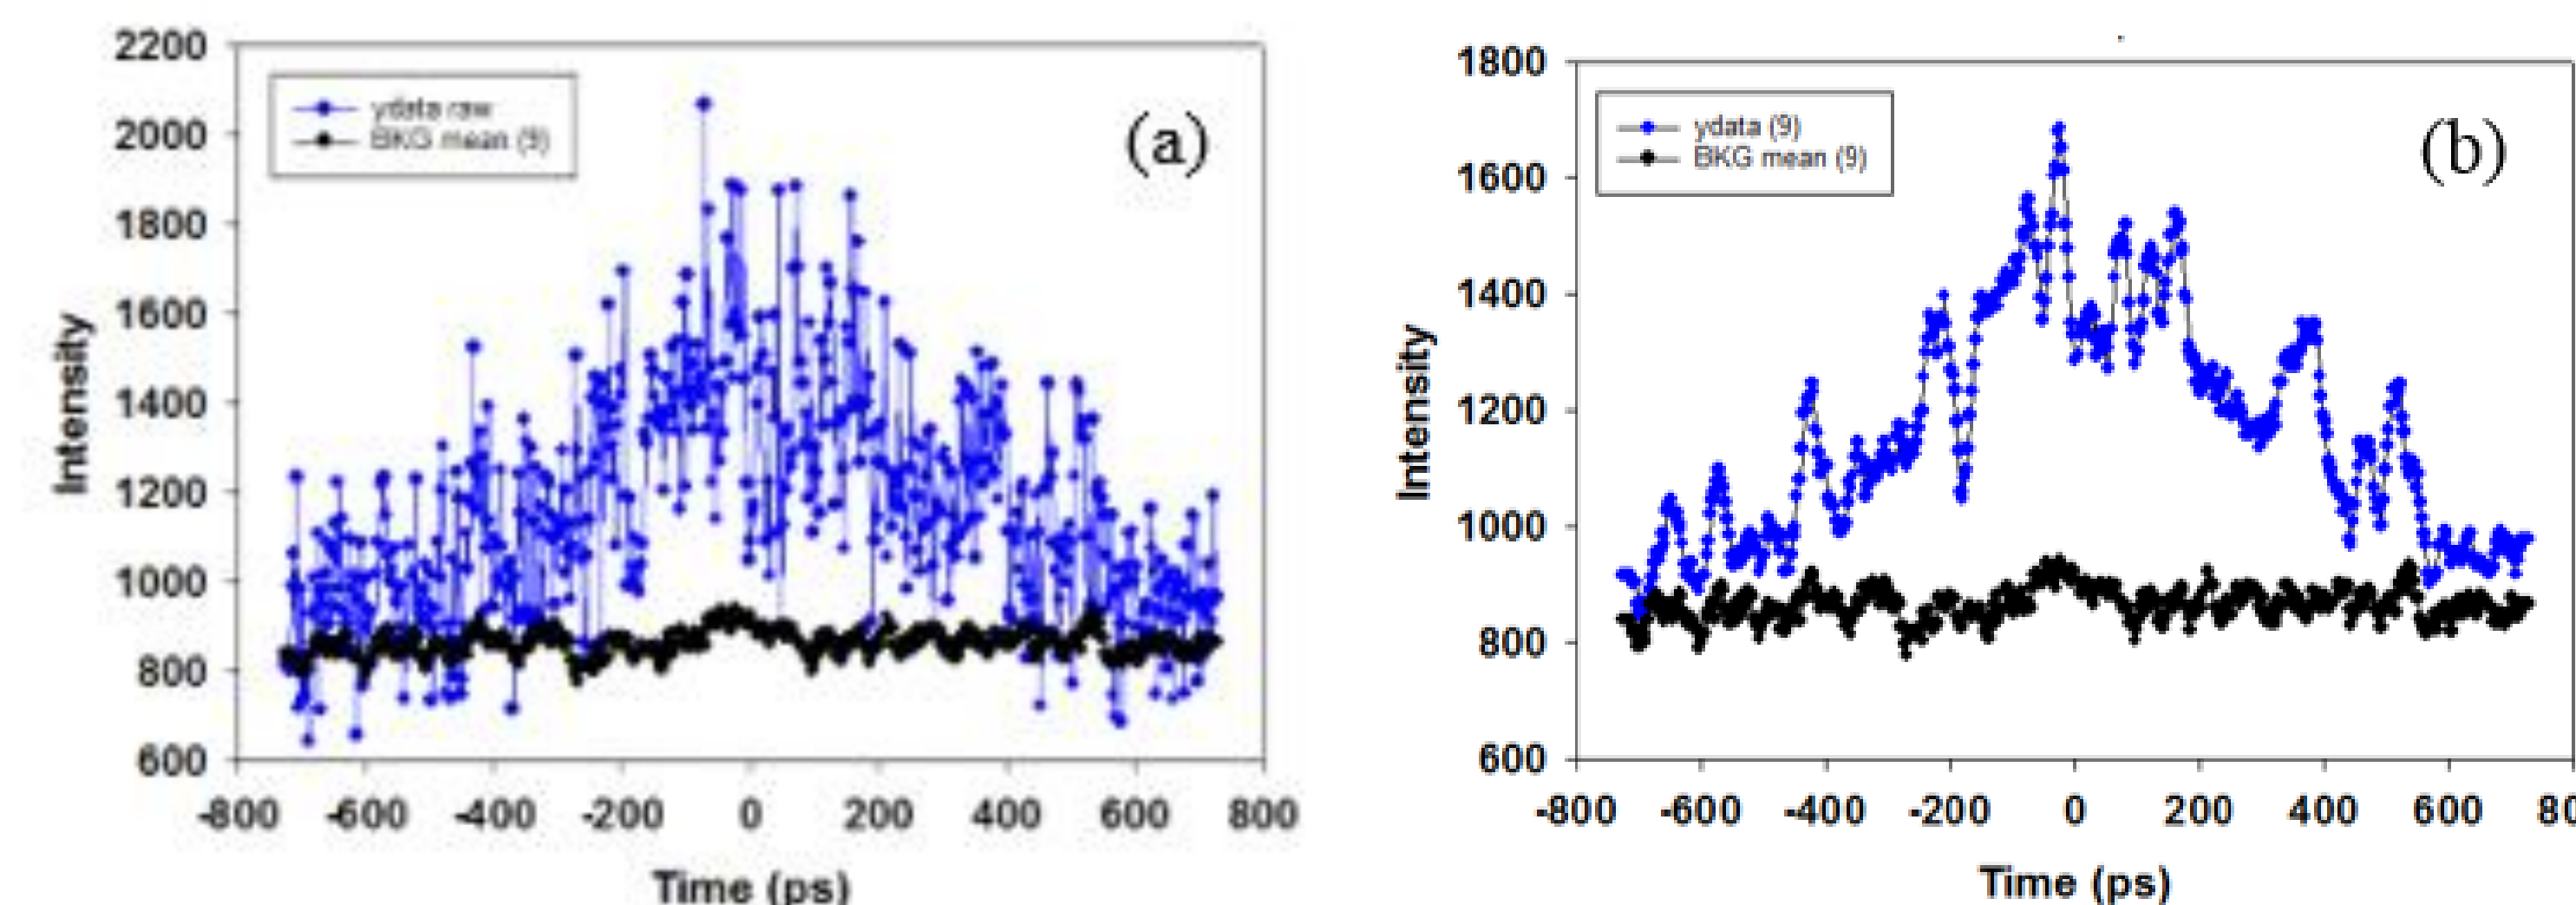 2200
2000
1800
1600
1400
1200
1000
800
600
Intensity
ydata raw
BKG mean (9)
(a)
-800 -600 -400 -200 0 200 400 600 800
Time (ps)
1800
1600
1400
1200
1000
800
600
Intensity
ydata (9)
BKG mean (9)
(b)
-800 -600 -400 -200 0 200 400 600 80
Time (ps)